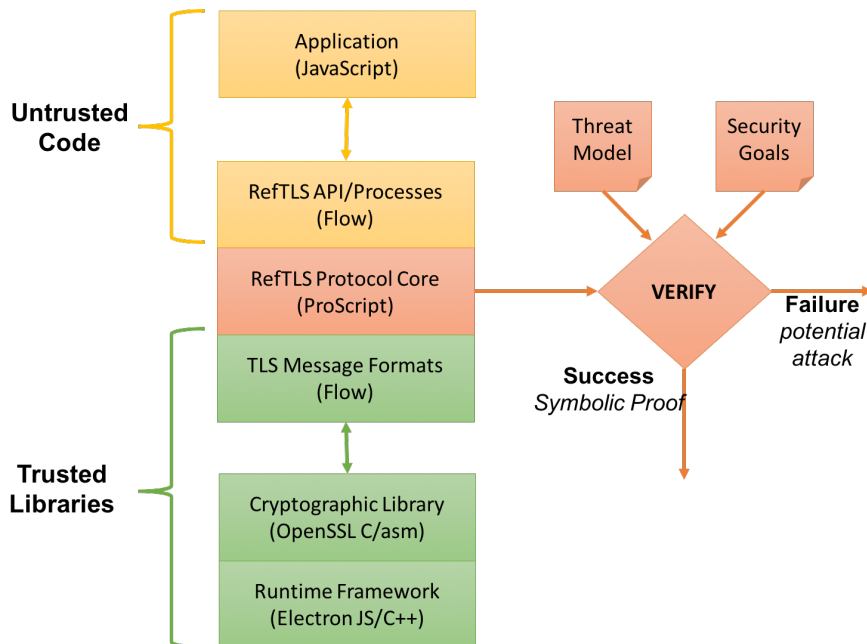 Application
(JavaScript)
Untrusted
Code
RefTLS API/Processes
(Flow)
RefTLS Protocol Core
(ProScript)
TLS Message Formats
(Flow)
Trusted
Libraries
Cryptographic Library
(OpenSSL C/asm)
Runtime Framework
(Electron JS/C++)
Threat
Model
Security
Goals
VERIFY
Failure
potential
attack
Success
Symbolic Proof